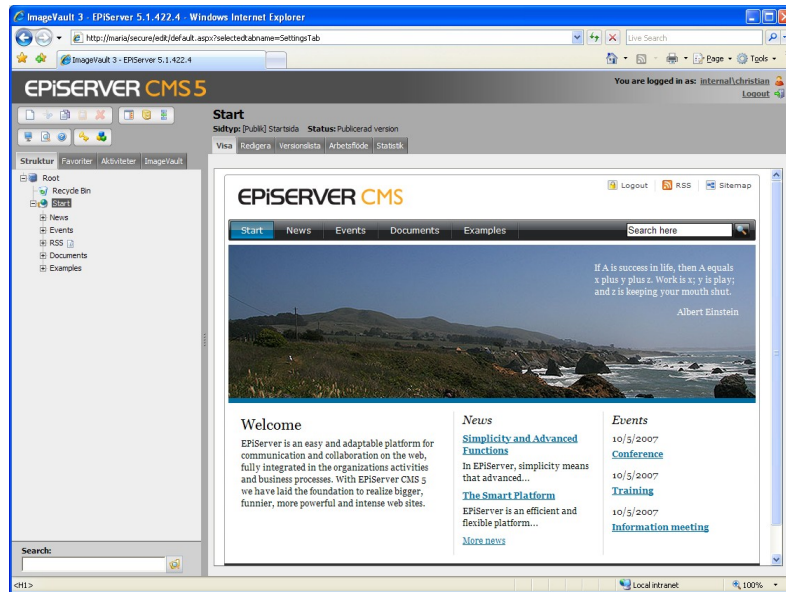 ImageVault 3 - EPiServer 5.1.422.4 - Windows Internet Explorer
http://maria/secure/edit/default.aspx?selectedtabname=SettingsTab
Live Search
ImageVault 3 - EPiServer 5.1.422.4
Page
Tools
EPiSERVER CMS 5
You are logged in as: internal\christian
Logout
Start
Sidtyp: [Publik] Startsida Status: Publicerad version
Visa Redigera Versionslista Arbetsflöde Statistik
Struktur Favoriter Aktiviteter ImageVault
Root
Recycle Bin
Start
News
Events
RSS
Documents
Examples
Logout RSS Sitemap
EPiSERVER CMS
Start News Events Documents Examples
Search here
If A is success in life, then A equals
x plus y plus z. Work is x; y is play;
and z is keeping your mouth shut.
Albert Einstein
Welcome
EPiServer is an easy and adaptable platform for
communication and collaboration on the web,
fully integrated in the organizations activities
and business processes. With EPiServer CMS 5
we have laid the foundation to realize bigger,
funnier, more powerful and intense web sites.
News
Simplicity and Advanced
Functions
In EPiServer, simplicity means
that advanced...
The Smart Platform
EPiServer is an efficient and
flexible platform...
More news
Events
10/5/2007
Conference
10/5/2007
Training
10/5/2007
Information meeting
Search:
<H1>
Local intranet
100%